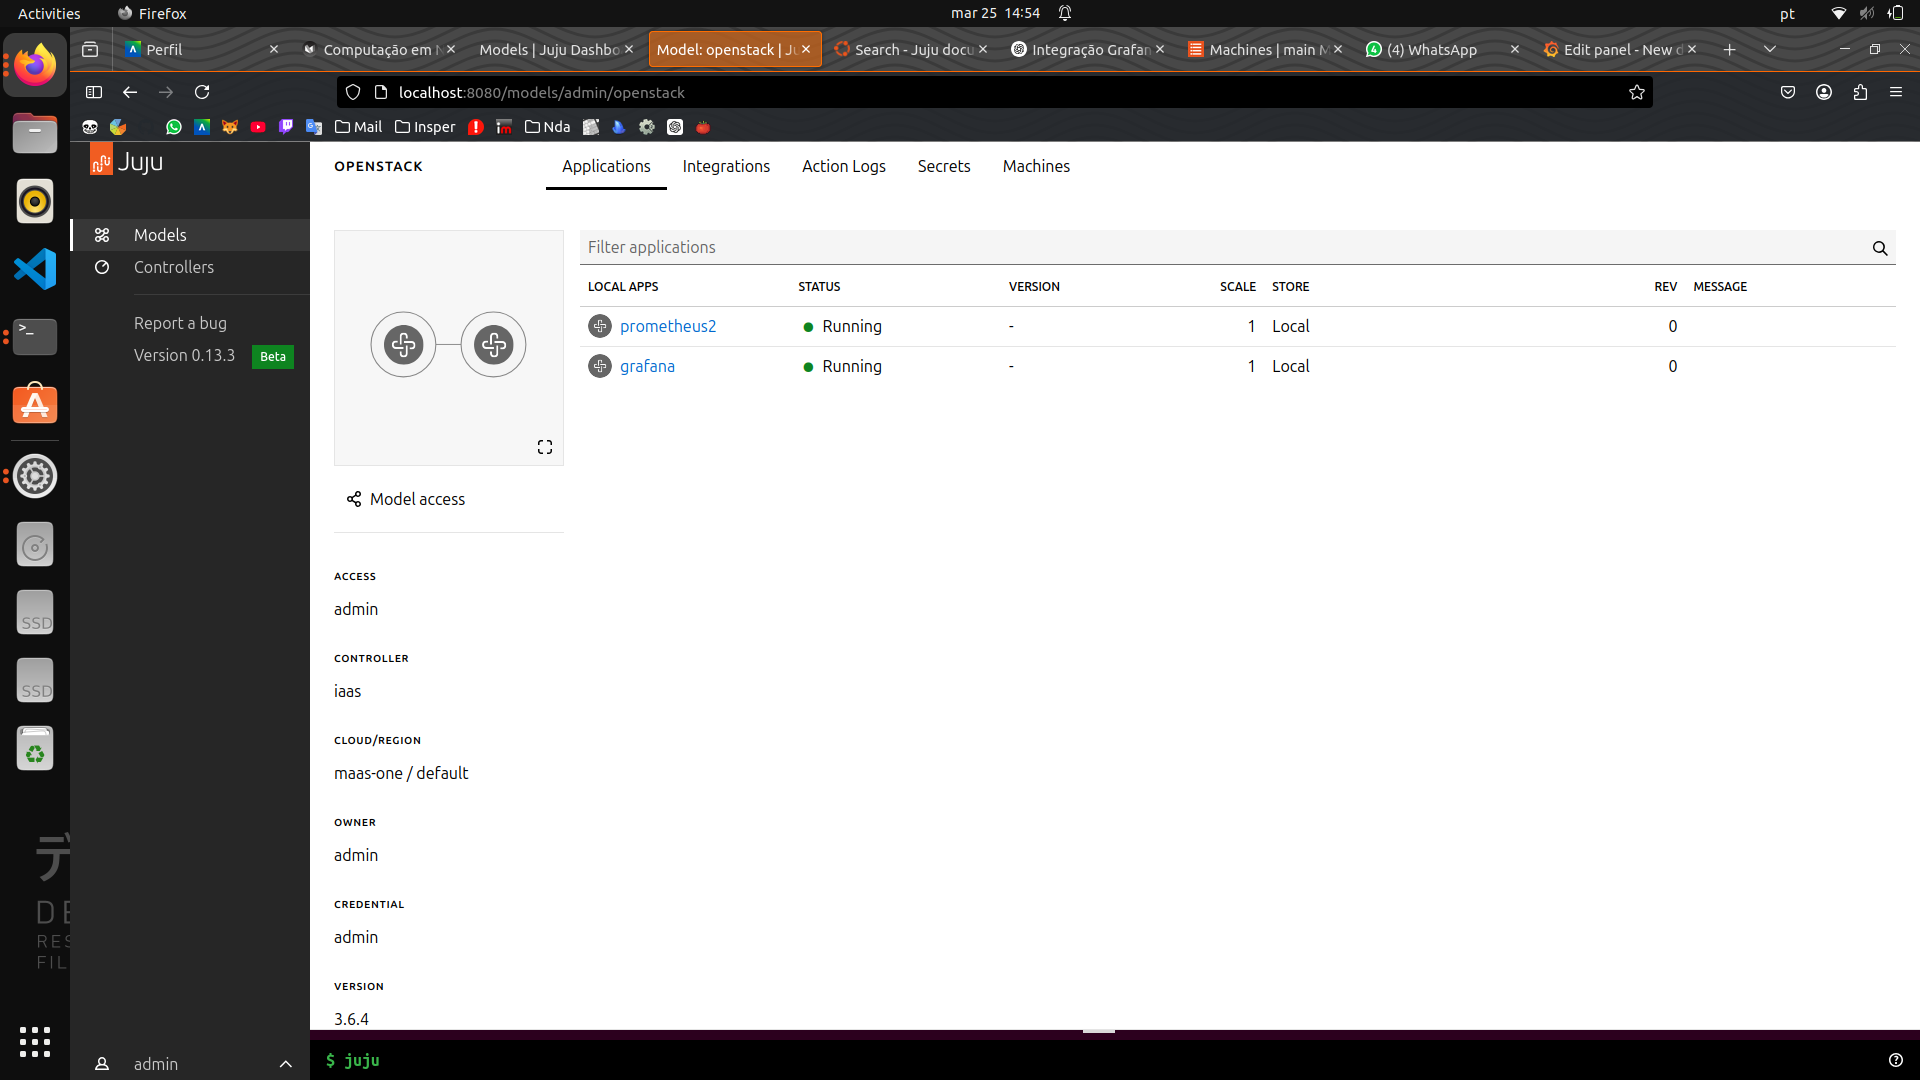 Activities
Firefox
mar 25 14:54
pt
Perfil
Computação em N
Models | Juju Dashbo
Model: openstack | Ju
Search - Juju docu
Integração Grafan
Machines | main M
(4) WhatsApp
Edit panel - New d
localhost:8080/models/admin/openstack
Mail
Insper
Nda
Juju
OPENSTACK
Applications
Integrations
Action Logs
Secrets
Machines
Models
Controllers
Report a bug
Version 0.13.3
Beta
Filter applications
LOCAL APPS STATUS VERSION SCALE STORE REV MESSAGE
prometheus2 Running - 1 Local 0
grafana Running - 1 Local 0
Model access
ACCESS
admin
CONTROLLER
iaas
CLOUD/REGION
maas-one / default
OWNER
admin
CREDENTIAL
admin
VERSION
3.6.4
SSD
SSD
デ
DE
RES
FIL
admin
$ juju